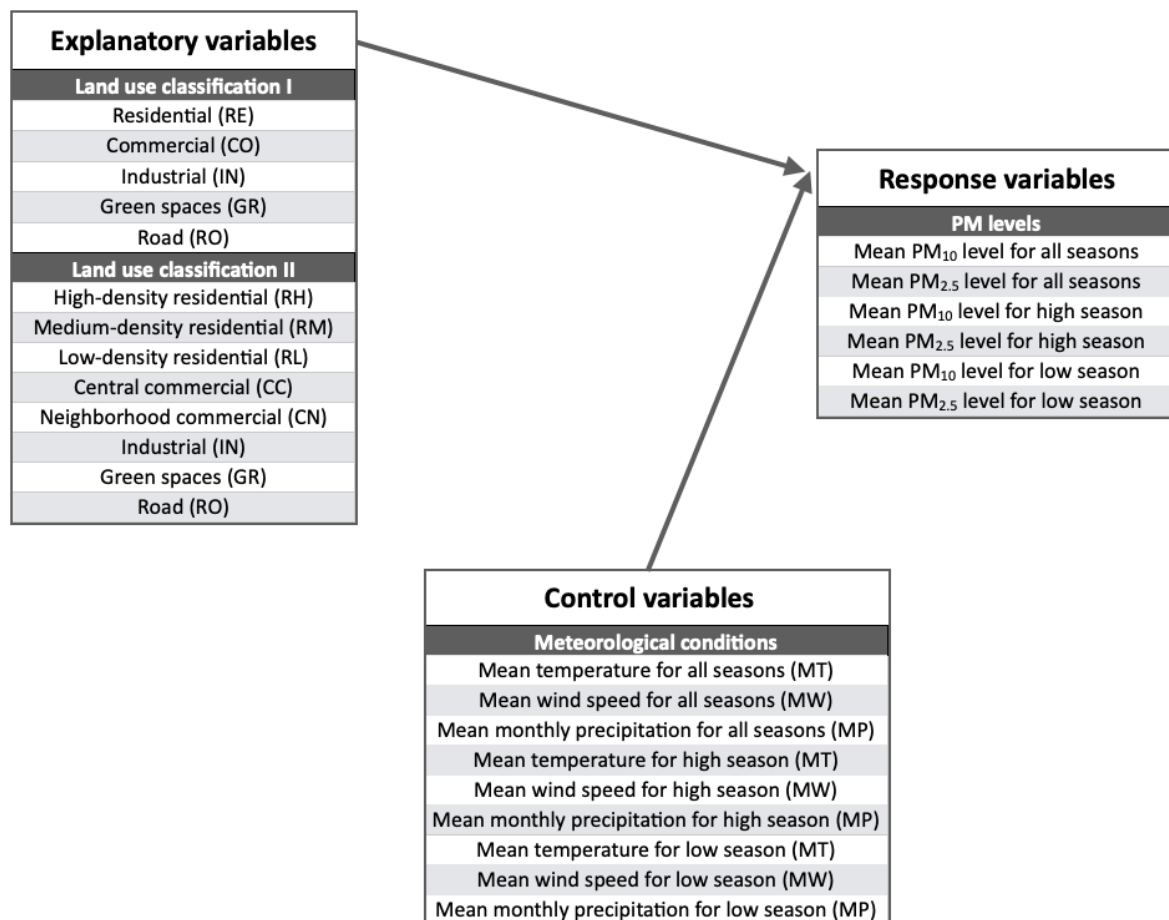 Explanatory variables
Land use classification I
Residential (RE)
Commercial (CO)
Industrial (IN)
Green spaces (GR)
Road (RO)
Land use classification II
High-density residential (RH)
Medium-density residential (RM)
Low-density residential (RL)
Central commercial (CC)
Neighborhood commercial (CN)
Industrial (IN)
Green spaces (GR)
Road (RO)
Response variables
PM levels
Mean PM₁₀ level for all seasons
Mean PM₂.₅ level for all seasons
Mean PM₁₀ level for high season
Mean PM₂.₅ level for high season
Mean PM₁₀ level for low season
Mean PM₂.₅ level for low season
Control variables
Meteorological conditions
Mean temperature for all seasons (MT)
Mean wind speed for all seasons (MW)
Mean monthly precipitation for all seasons (MP)
Mean temperature for high season (MT)
Mean wind speed for high season (MW)
Mean monthly precipitation for high season (MP)
Mean temperature for low season (MT)
Mean wind speed for low season (MW)
Mean monthly precipitation for low season (MP)